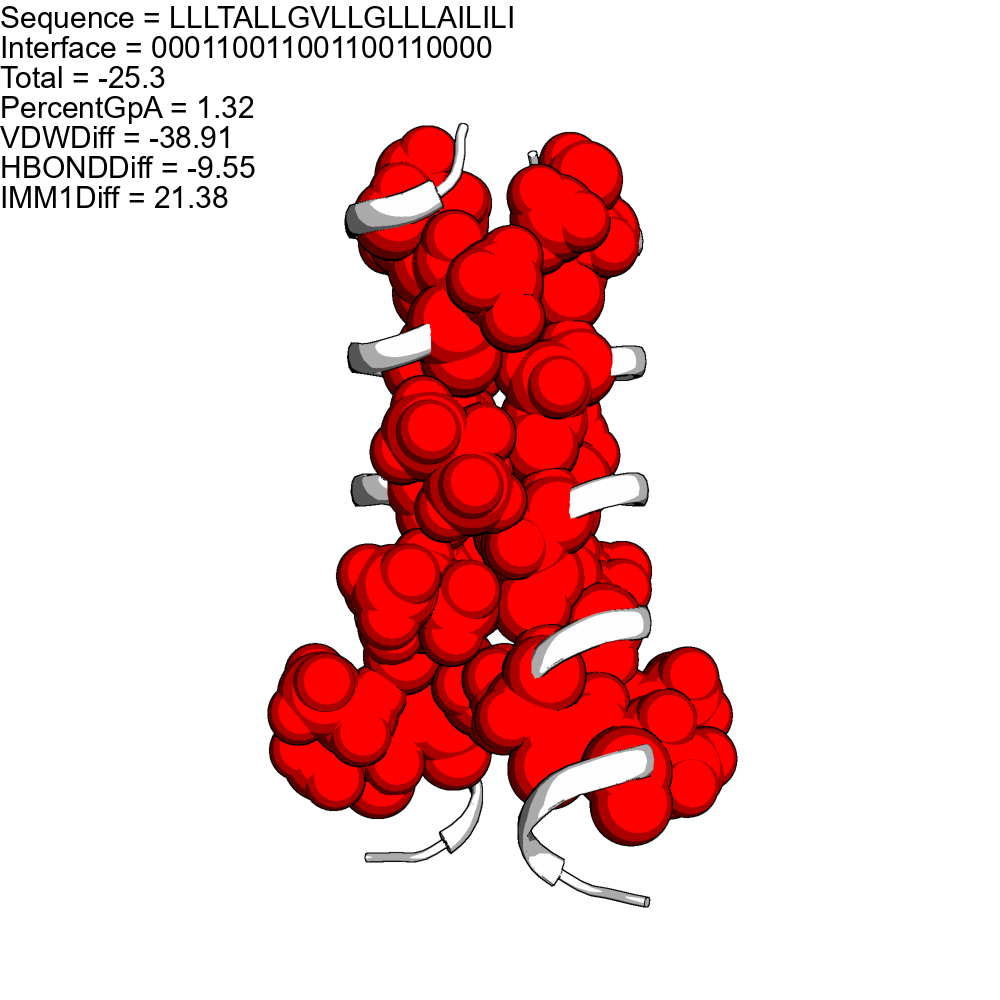 Sequence = LLLTALLGVLLGLLLAILILI
Interface = 000110011001100110000
Total = -25.3
PercentGpA = 1.32
VDWDiff = -38.91
HBONDDiff = -9.55
IMM1Diff = 21.38